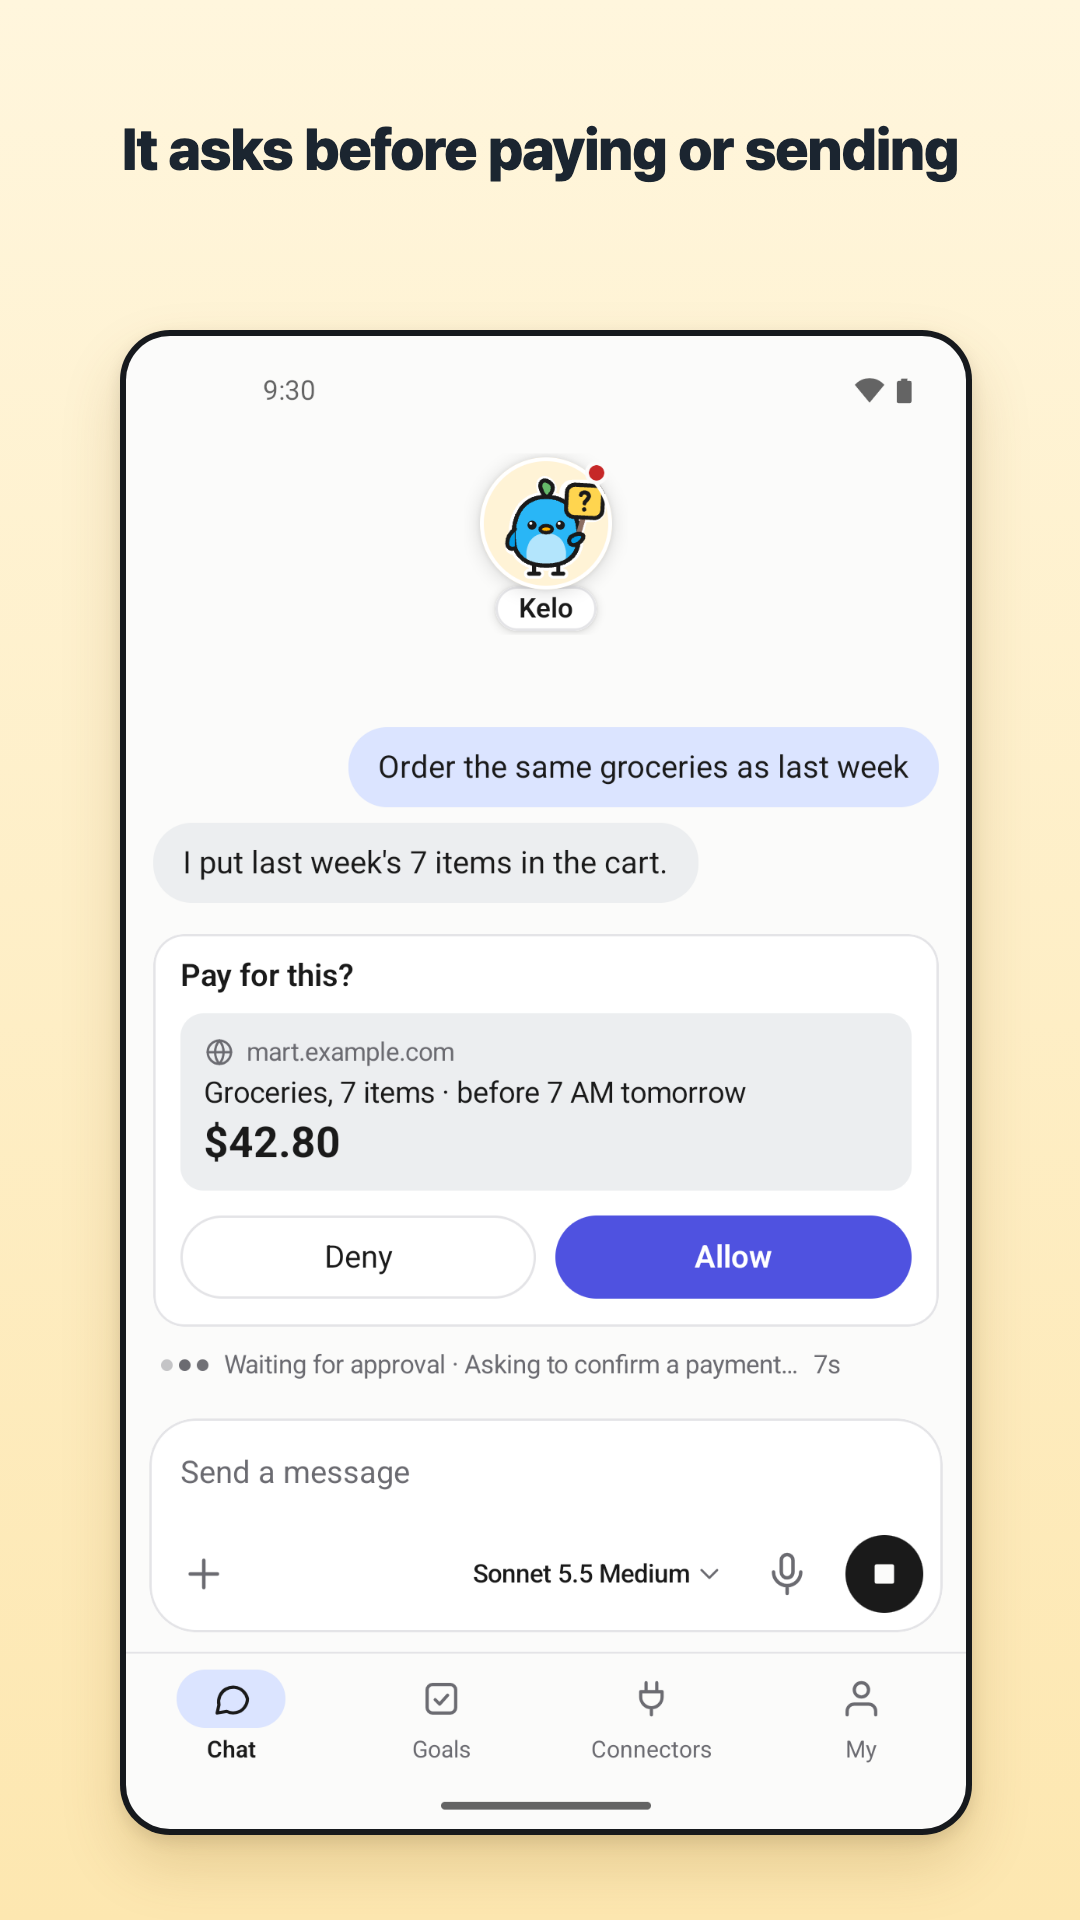 It asks before paying or sending
9:30
?
Kelo
Order the same groceries as last week
I put last week's 7 items in the cart.
Pay for this?
mart.example.com
Groceries, 7 items · before 7 AM tomorrow
$42.80
Deny
Allow
Waiting for approval · Asking to confirm a payment... 7s
Send a message
Sonnet 5.5 Medium
Chat
Goals
Connectors
My